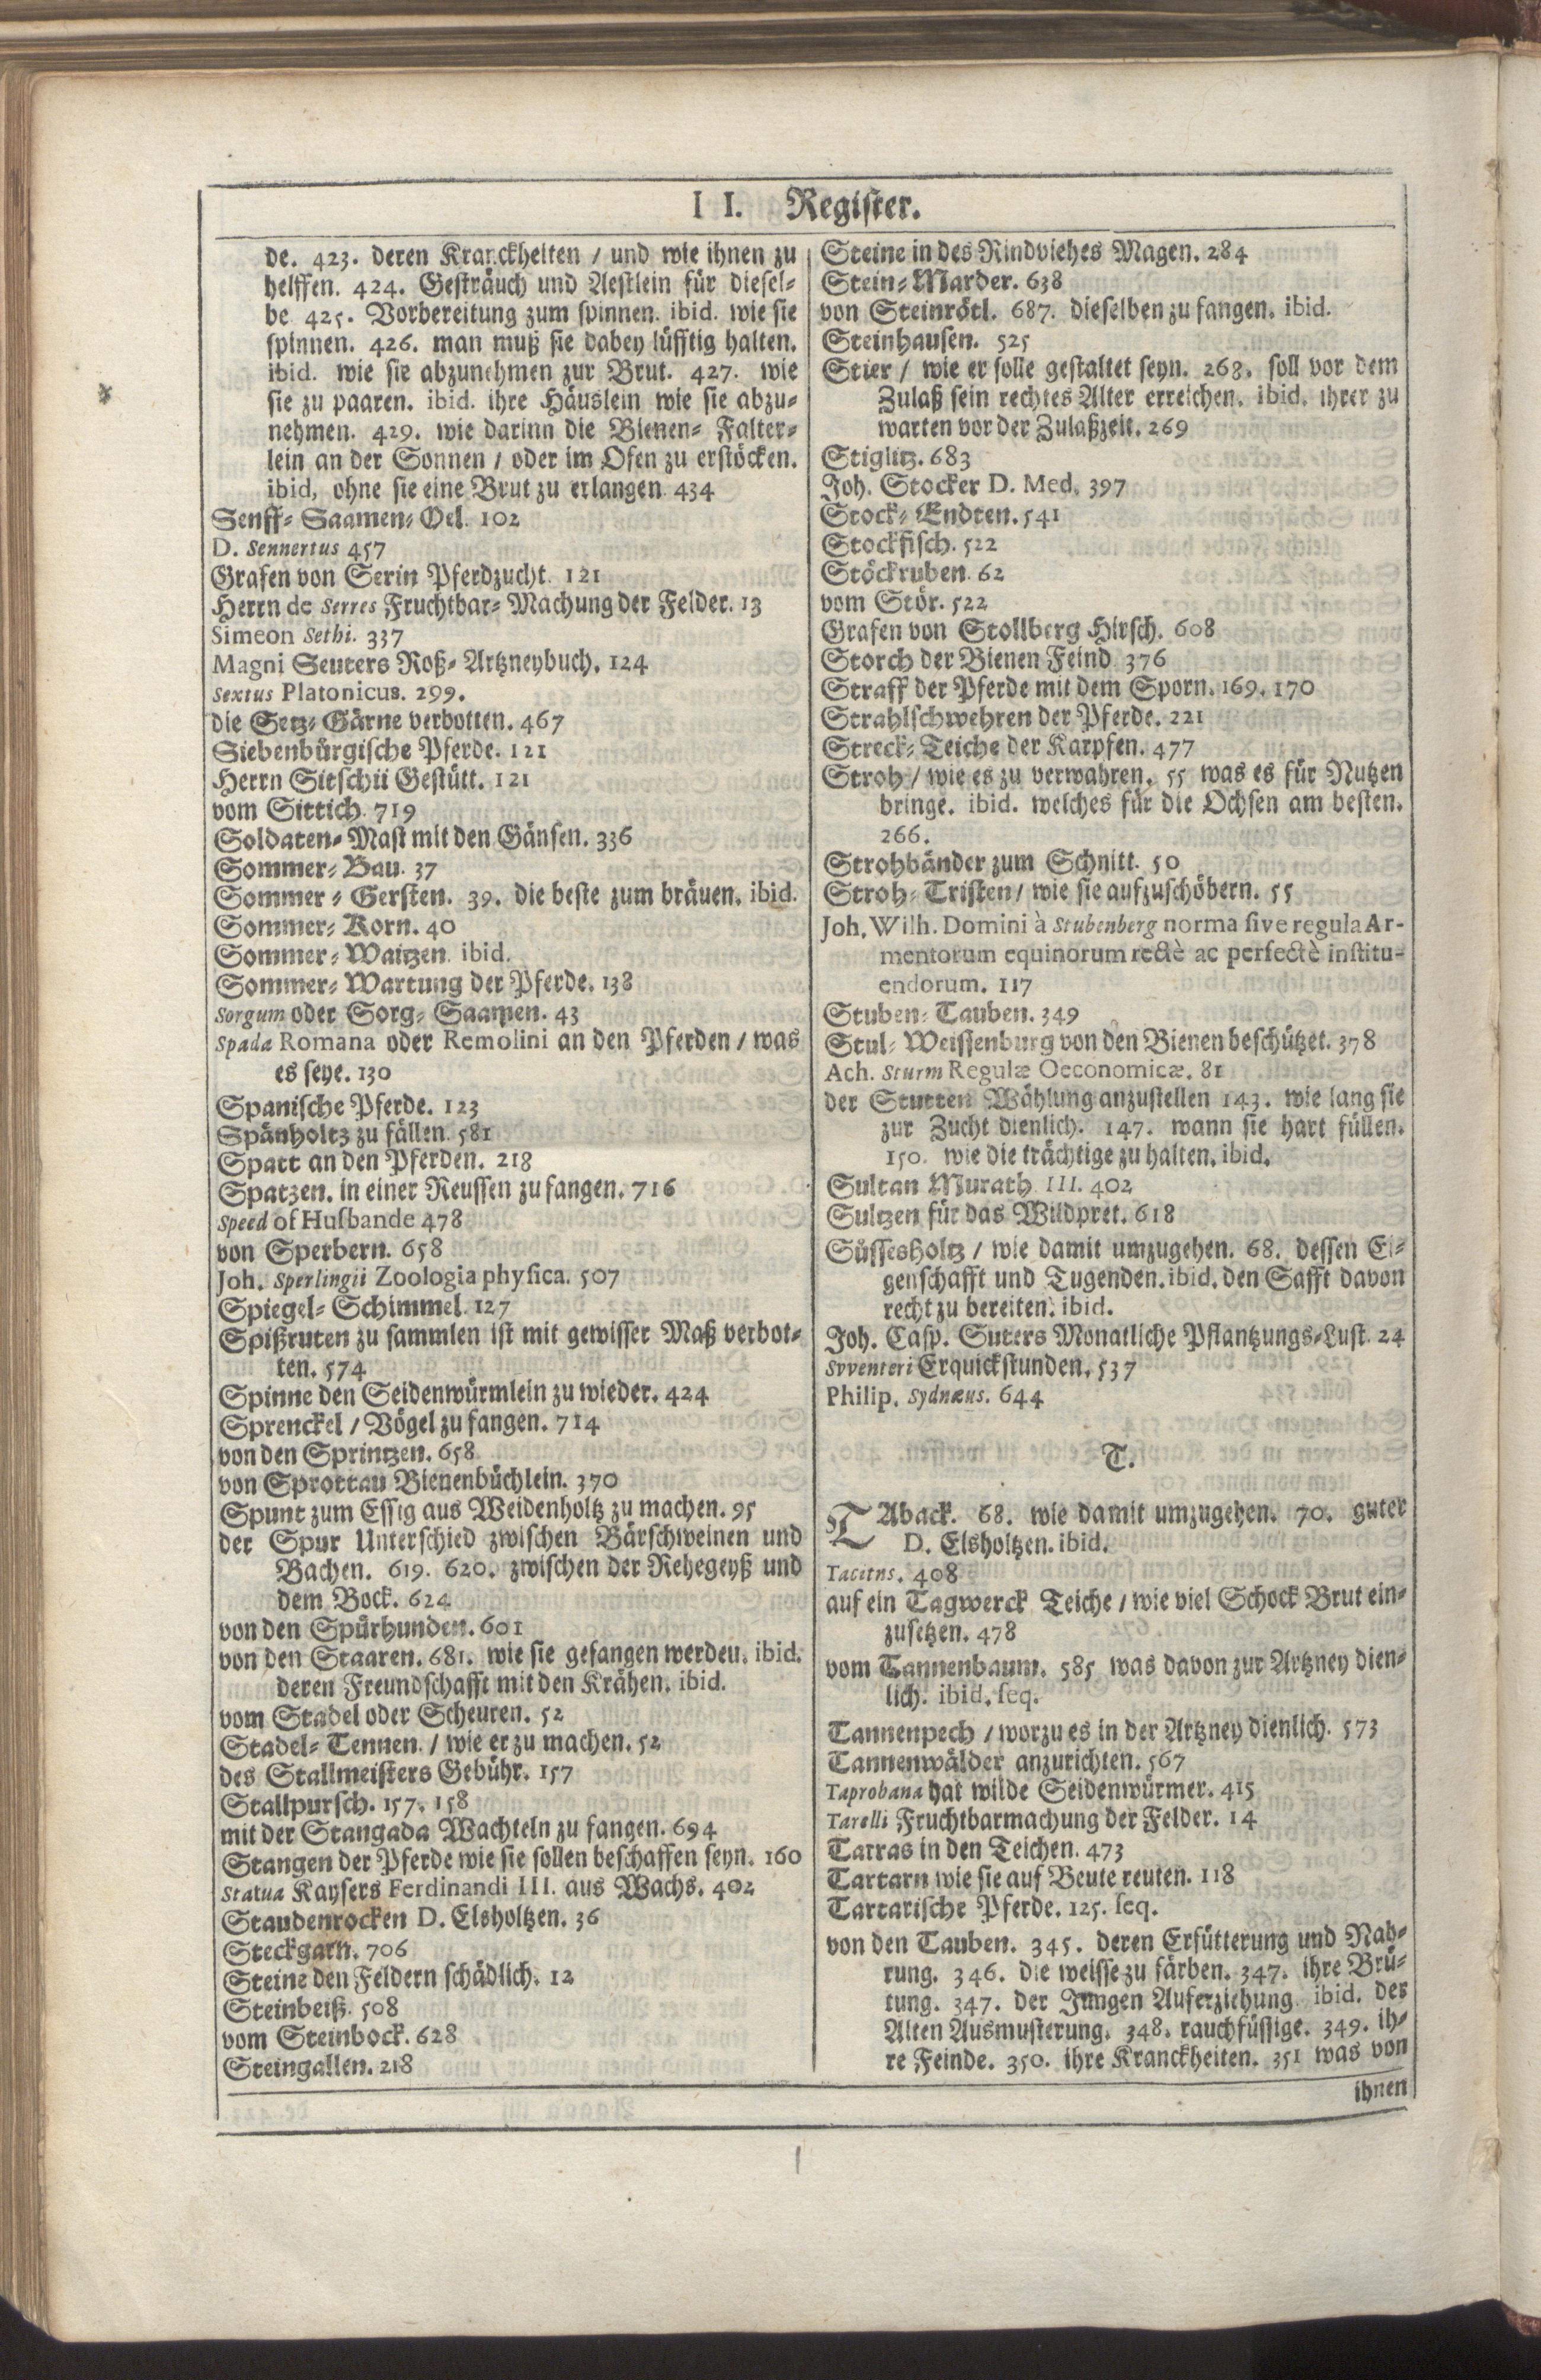 I I. Register.
de. 423. deren Kranckheiten / und wie ihnen zu
helffen. 424. Gesträuch und Aestlein für diesel-
be 425. Vorbereitung zum spinnen. ibid. wie sie
spinnen. 426. man muß sie dabey lüfftig halten.
ibid. wie sie abzunehmen zur Brut. 427. wie
sie zu paaren. ibid. ihre Häuslein wie sie abzu-
nehmen. 429. wie darinn die Bienen- Falter-
lein an der Sonnen / oder im Ofen zu erstöcken.
ibid, ohne sie eine Brut zu erlangen 434
Senff- Saamen- Oel. 102
D. Sennertus 457
Grafen von Serin Pferdzucht. 121
Herrn de Serres Fruchtbar- Machung der Felder. 13
Simeon Sethi. 337
Magni Seuters Roß- Artzneybuch. 124
Sextus Platonicus. 299.
die Setz- Gärne verbotten. 467
Siebenbürgische Pferde. 121
Herrn Sitschii Gestütt. 121
vom Sittich. 719
Soldaten- Mast mit den Gänsen. 336
Sommer- Bau. 37
Sommer- Gersten. 39. die beste zum bräuen. ibid.
Sommer- Korn. 40
Sommer- Waitzen. ibid.
Sommer- Wartung der Pferde. 138
Sorgum oder Sorg- Saamen. 43
Spada Romana oder Remolini an den Pferden / was
es seye. 130
Spanische Pferde. 123
Spänholtz zu fällen. 581
Spatt an den Pferden. 218
Spatzen. in einer Reussen zu fangen. 716
Speed of Husbande 478
von Sperbern. 658
Joh. Sperlingii Zoologia physica. 507
Spiegel- Schimmel. 127
Spißruten zu sammlen ist mit gewisser Maß verbot-
ten. 574
Spinne den Seidenwürmlein zu wieder. 424
Sprenckel / Vögel zu fangen. 714
von den Sprintzen. 658
von Sprottau Bienenbüchlein. 370
Spunt zum Essig aus Weidenholtz zu machen. 95
der Spur Unterschied zwischen Bärschweinen und
Bachen. 619. 620. zwischen der Rehegeyß und
dem Bock. 624
von den Spürhunden. 601
von den Staaren. 681. wie sie gefangen werden. ibid.
deren Freundschafft mit den Krähen. ibid.
vom Stadel oder Scheuren. 52
Stadel- Tennen. / wie er zu machen. 52
des Stallmeisters Gebühr. 157
Stallpursch. 157. 158
mit der Stangada Wachteln zu fangen. 694
Stangen der Pferde wie sie sollen beschaffen seyn. 160
Statua Kaysers Ferdinandi III. aus Wachs. 402
Staudenrocken D. Elsholtzen. 36
Steckgarn. 706
Steine den Feldern schädlich. 12
Steinbeiß. 508
vom Steinbock. 628
Steingallen. 218
Steine in des Rindviehes Magen. 284
Stein- Marder. 638
von Steinrötl. 687. dieselben zu fangen. ibid.
Steinhausen. 525
Stier / wie er solle gestaltet seyn. 268. soll vor dem
Zulaß sein rechtes Alter erreichen. ibid. ihrer zu
warten vor der Zulaßzeit. 269
Stiglitz. 683
Joh. Stocker D. Med. 397
Stock- Endten. 541
Stockfisch. 522
Stöckruben. 62
vom Stör. 522
Grafen von Stollberg Hirsch. 608
Storch der Bienen Feind 376
Straff der Pferde mit dem Sporn. 169. 170
Strahlschwehren der Pferde. 221
Streck- Teiche der Karpfen. 477
Stroh / wie es zu verwahren. 55 was es für Nutzen
bringe. ibid. welches für die Ochsen am besten.
266.
Strohbänder zum Schnitt. 50
Stroh- Tristen / wie sie aufzuschöbern. 55
Joh. Wilh. Domini à Stubenberg norma sive regula Ar-
mentorum equinorum rectè ac perfectè institu-
endorum. 117
Stuben- Tauben. 349
Stul- Weissenburg von den Bienen beschützet. 378
Ach. Sturm Regulæ Oeconomicæ. 81
der Stutten Wählung anzustellen 143. wie lang sie
zur Zucht dienlich. 147. wann sie hart füllen.
150. wie die trächtige zu halten. ibid.
Sultan Murath III. 402
Sultzen für das Wildpret. 618
Süssesholtz / wie damit umzugehen. 68. dessen Ei-
genschafft und Tugenden. ibid. den Safft davon
recht zu bereiten. ibid.
Joh. Casp. Suters Monatliche Pflantzungs-Lust. 24
Svventeri Erquickstunden. 537
Philip. Sydnæus. 644
T.
TAback. 68. wie damit umzugehen. 70. guter
D. Elsholtzen. ibid.
Tacitns. 408
auf ein Tagwerck Teiche / wie viel Schock Brut ein-
zusetzen. 478
vom Tannenbaum. 585 was davon zur Artzney dien-
lich. ibid. seq.
Tannenpech / worzu es in der Artzney dienlich. 573
Tannenwälder anzurichten. 567
Taprobana hat wilde Seidenwürmer. 415
Tarelli Fruchtbarmachung der Felder. 14
Tarras in den Teichen. 473
Tartarn wie sie auf Beute reuten. 118
Tartarische Pferde. 125. seq.
von den Tauben. 345. deren Erfütterung und Nah-
rung. 346. die weisse zu färben. 347. ihre Brü-
tung. 347. der Jungen Auferziehung. ibid. der
Alten Ausmusterung. 348. rauchfüssige. 349. ih-
re Feinde. 350. ihre Kranckheiten. 351 was von
ihnen